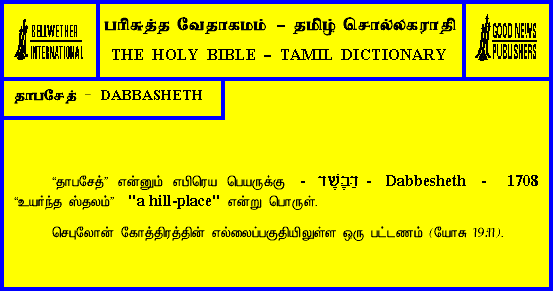 BELLWETHER
INTERNATIONAL
பரிசுத்த வேதாகமம் – தமிழ் சொல்லகராதி
THE HOLY BIBLE – TAMIL DICTIONARY
GOOD NEWS
PUBLISHERS
தாபசேத் – DABBASHETH
“தாபசேத்” என்னும் எபிரெய பெயருக்கு - דַּבֶּשֶׁד - Dabbesheth - 1708
“உயர்ந்த ஸ்தலம்” "a hill-place" என்று பொருள்.
செபுலோன் கோத்திரத்தின் எல்லைப்பகுதியிலுள்ள ஒரு பட்டணம் (யோசு 19:11).